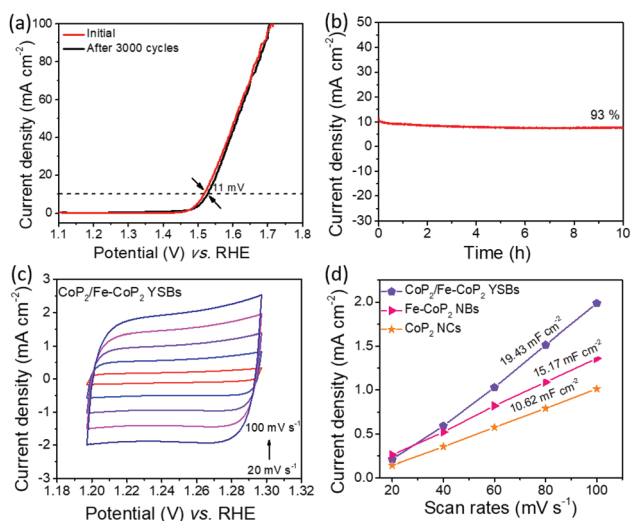 (a)
Initial
After 3000 cycles
11 mV
100
80
60
40
20
0
1.1 1.2 1.3 1.4 1.5 1.6 1.7 1.8
Current density (mA cm⁻²)
Potential (V) vs. RHE
(b)
93 %
50
40
30
20
10
0
-10
-20
-30
0 2 4 6 8 10
Current density (mA cm⁻²)
Time (h)
(c)
CoP₂/Fe-CoP₂ YSBs
100 mV s⁻¹
20 mV s⁻¹
3
2
1
0
-1
-2
-3
1.18 1.20 1.22 1.24 1.26 1.28 1.30
Current density (mA cm⁻²)
Potential (V) vs. RHE
(d)
CoP₂/Fe-CoP₂ YSBs
Fe-CoP₂ NBs
CoP₂ NCs
19.43 mF cm⁻²
15.17 mF cm⁻²
10.62 mF cm⁻²
2.0
1.5
1.0
0.5
0.0
20 40 60 80 100
Current density (mA cm⁻²)
Scan rates (mV s⁻¹)